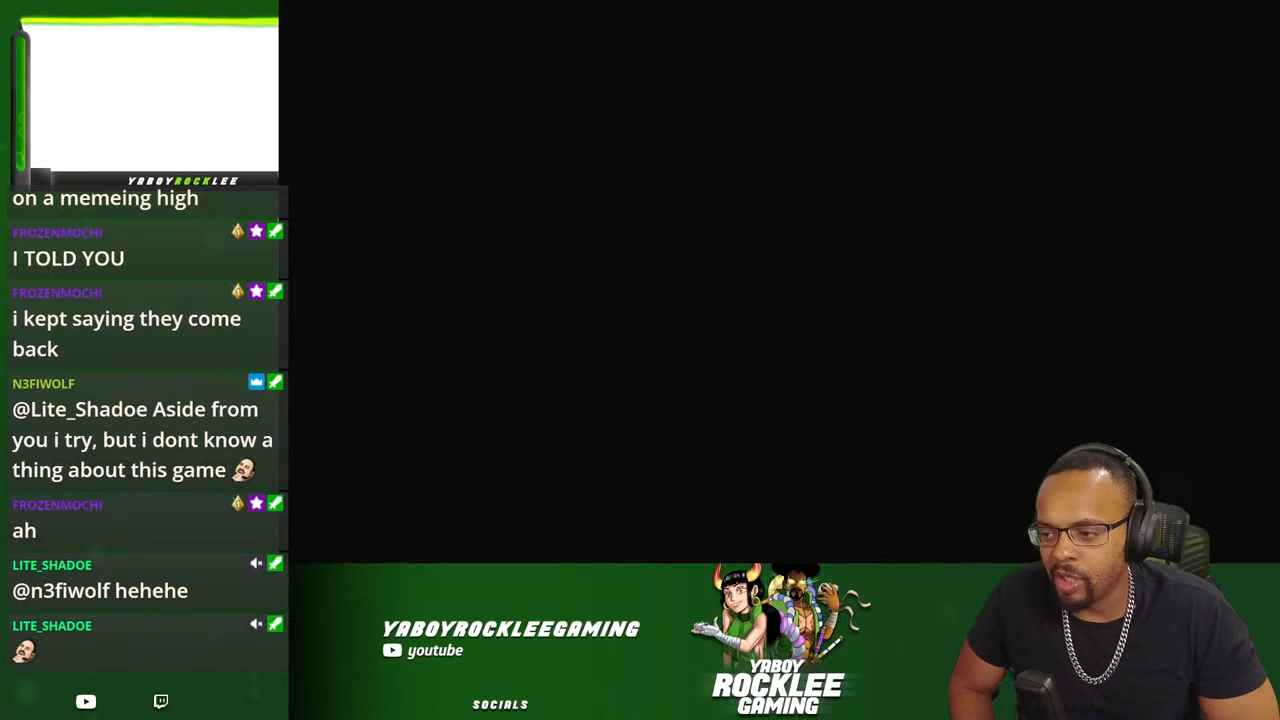 YABOYROCKLEE
on a memeing high
FROZENMOCHI
I TOLD YOU
FROZENMOCHI
i kept saying they come
back
N3FIWOLF
@Lite_Shadoe Aside from
you i try, but i dont know a
thing about this game
FROZENMOCHI
ah
LITE_SHADOE
@n3fiwolf hehehe
LITE_SHADOE
YABOYROCKLEEGAMING
youtube
SOCIALS
YABOY
ROCKLEE
GAMING